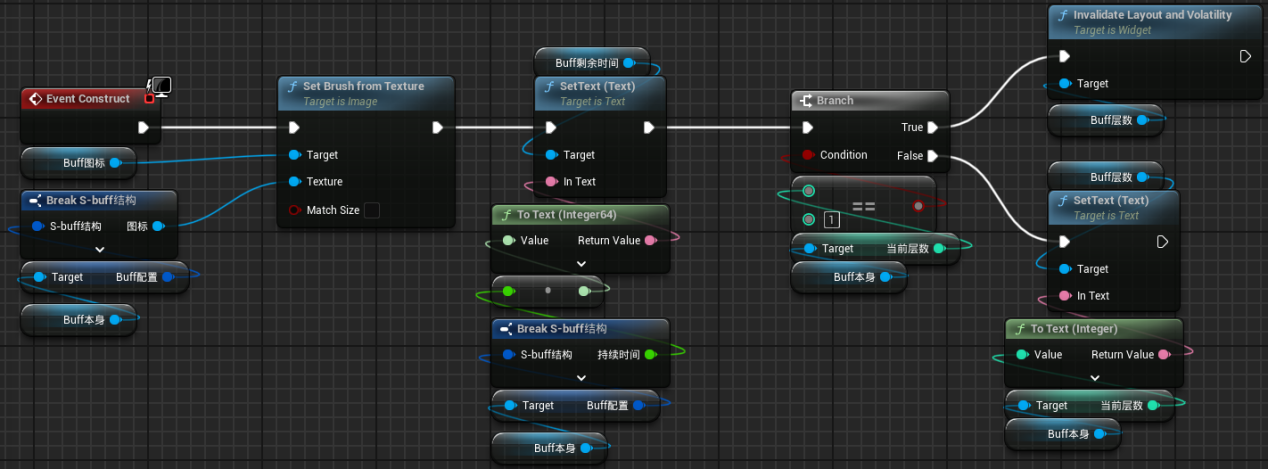 Event Construct
Buff图标
Break S-buff结构
S-buff结构 图标
Target Buff配置
Buff本身
Set Brush from Texture
Target is Image
Target
Texture
Match Size
Buff剩余时间
SetText (Text)
Target is Text
Target
In Text
To Text (Integer64)
Value Return Value
Break S-buff结构
S-buff结构 持续时间
Target Buff配置
Buff本身
Branch
True
Condition False
==
1
Target 当前层数
Buff本身
Invalidate Layout and Volatility
Target is Widget
Target
Buff层数
Buff层数
SetText (Text)
Target is Text
Target
In Text
To Text (Integer)
Value Return Value
Target 当前层数
Buff本身